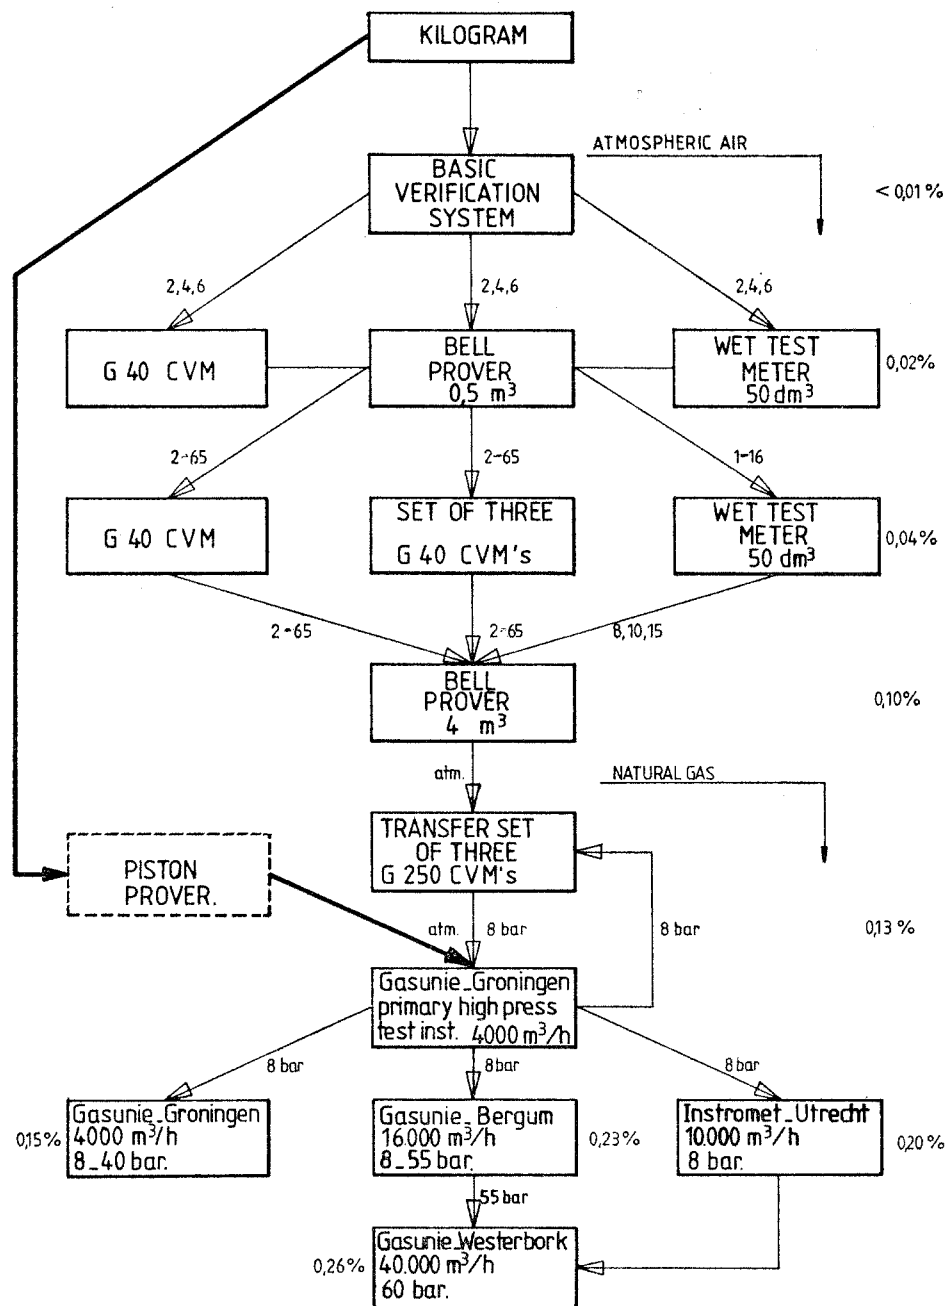 KILOGRAM
ATMOSPHERIC AIR
BASIC
VERIFICATION
SYSTEM
< 0,01 %
2,4,6
2,4,6
2,4,6
G 40 CVM
BELL
PROVER
0,5 m³
WET TEST
METER
50 dm³
0,02%
2-65
2-65
1-16
G 40 CVM
SET OF THREE
G 40 CVM's
WET TEST
METER
50 dm³
0,04%
2-65
2-65
8,10,15
BELL
PROVER
4 m³
0,10%
atm.
NATURAL GAS
TRANSFER SET
OF THREE
G 250 CVM's
PISTON
PROVER.
atm.
8 bar
8 bar
0,13 %
Gasunie_Groningen
primary high press
test inst. 4000 m³/h
8 bar
8bar
8bar
0,15%
Gasunie_Groningen
4000 m³/h
8_40 bar.
Gasunie_Bergum
16.000 m³/h
8_55 bar.
0,23%
Instromet_Utrecht
10.000 m³/h
8 bar.
0,20%
55 bar
0,26%
Gasunie_Westerbork
40.000 m³/h
60 bar.